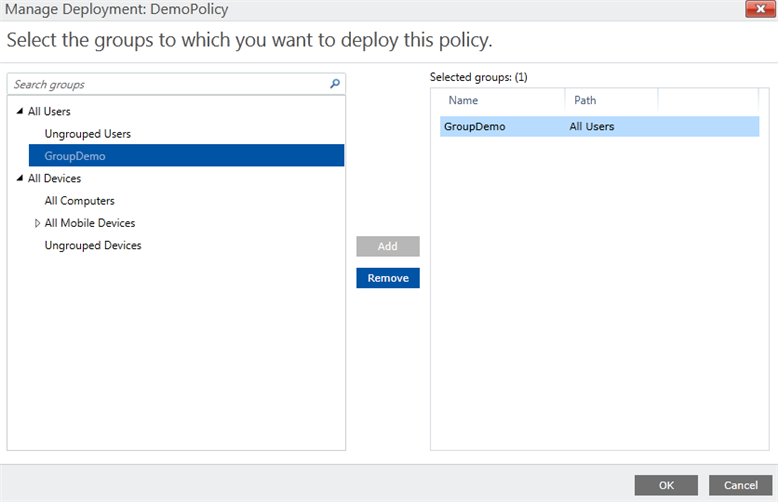 Manage Deployment: DemoPolicy
Select the groups to which you want to deploy this policy.
Search groups
All Users
Ungrouped Users
GroupDemo
All Devices
All Computers
All Mobile Devices
Ungrouped Devices
Add
Remove
Selected groups: (1)
Name Path
GroupDemo All Users
OK Cancel